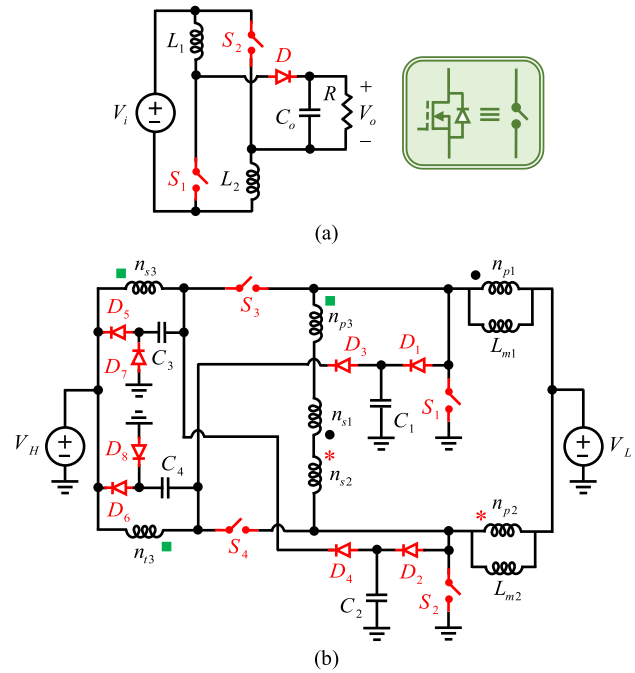 L1
S2
D
Vi
S1
L2
Co
R
+
Vo
−
(a)
ns3
S3
np1
Lm1
D5
C3
D7
np3
D3
D1
S1
C1
ns1
* ns2
VH
VL
D8
C4
D6
nt3
S4
* np2
Lm2
D4
D2
C2
S2
(b)